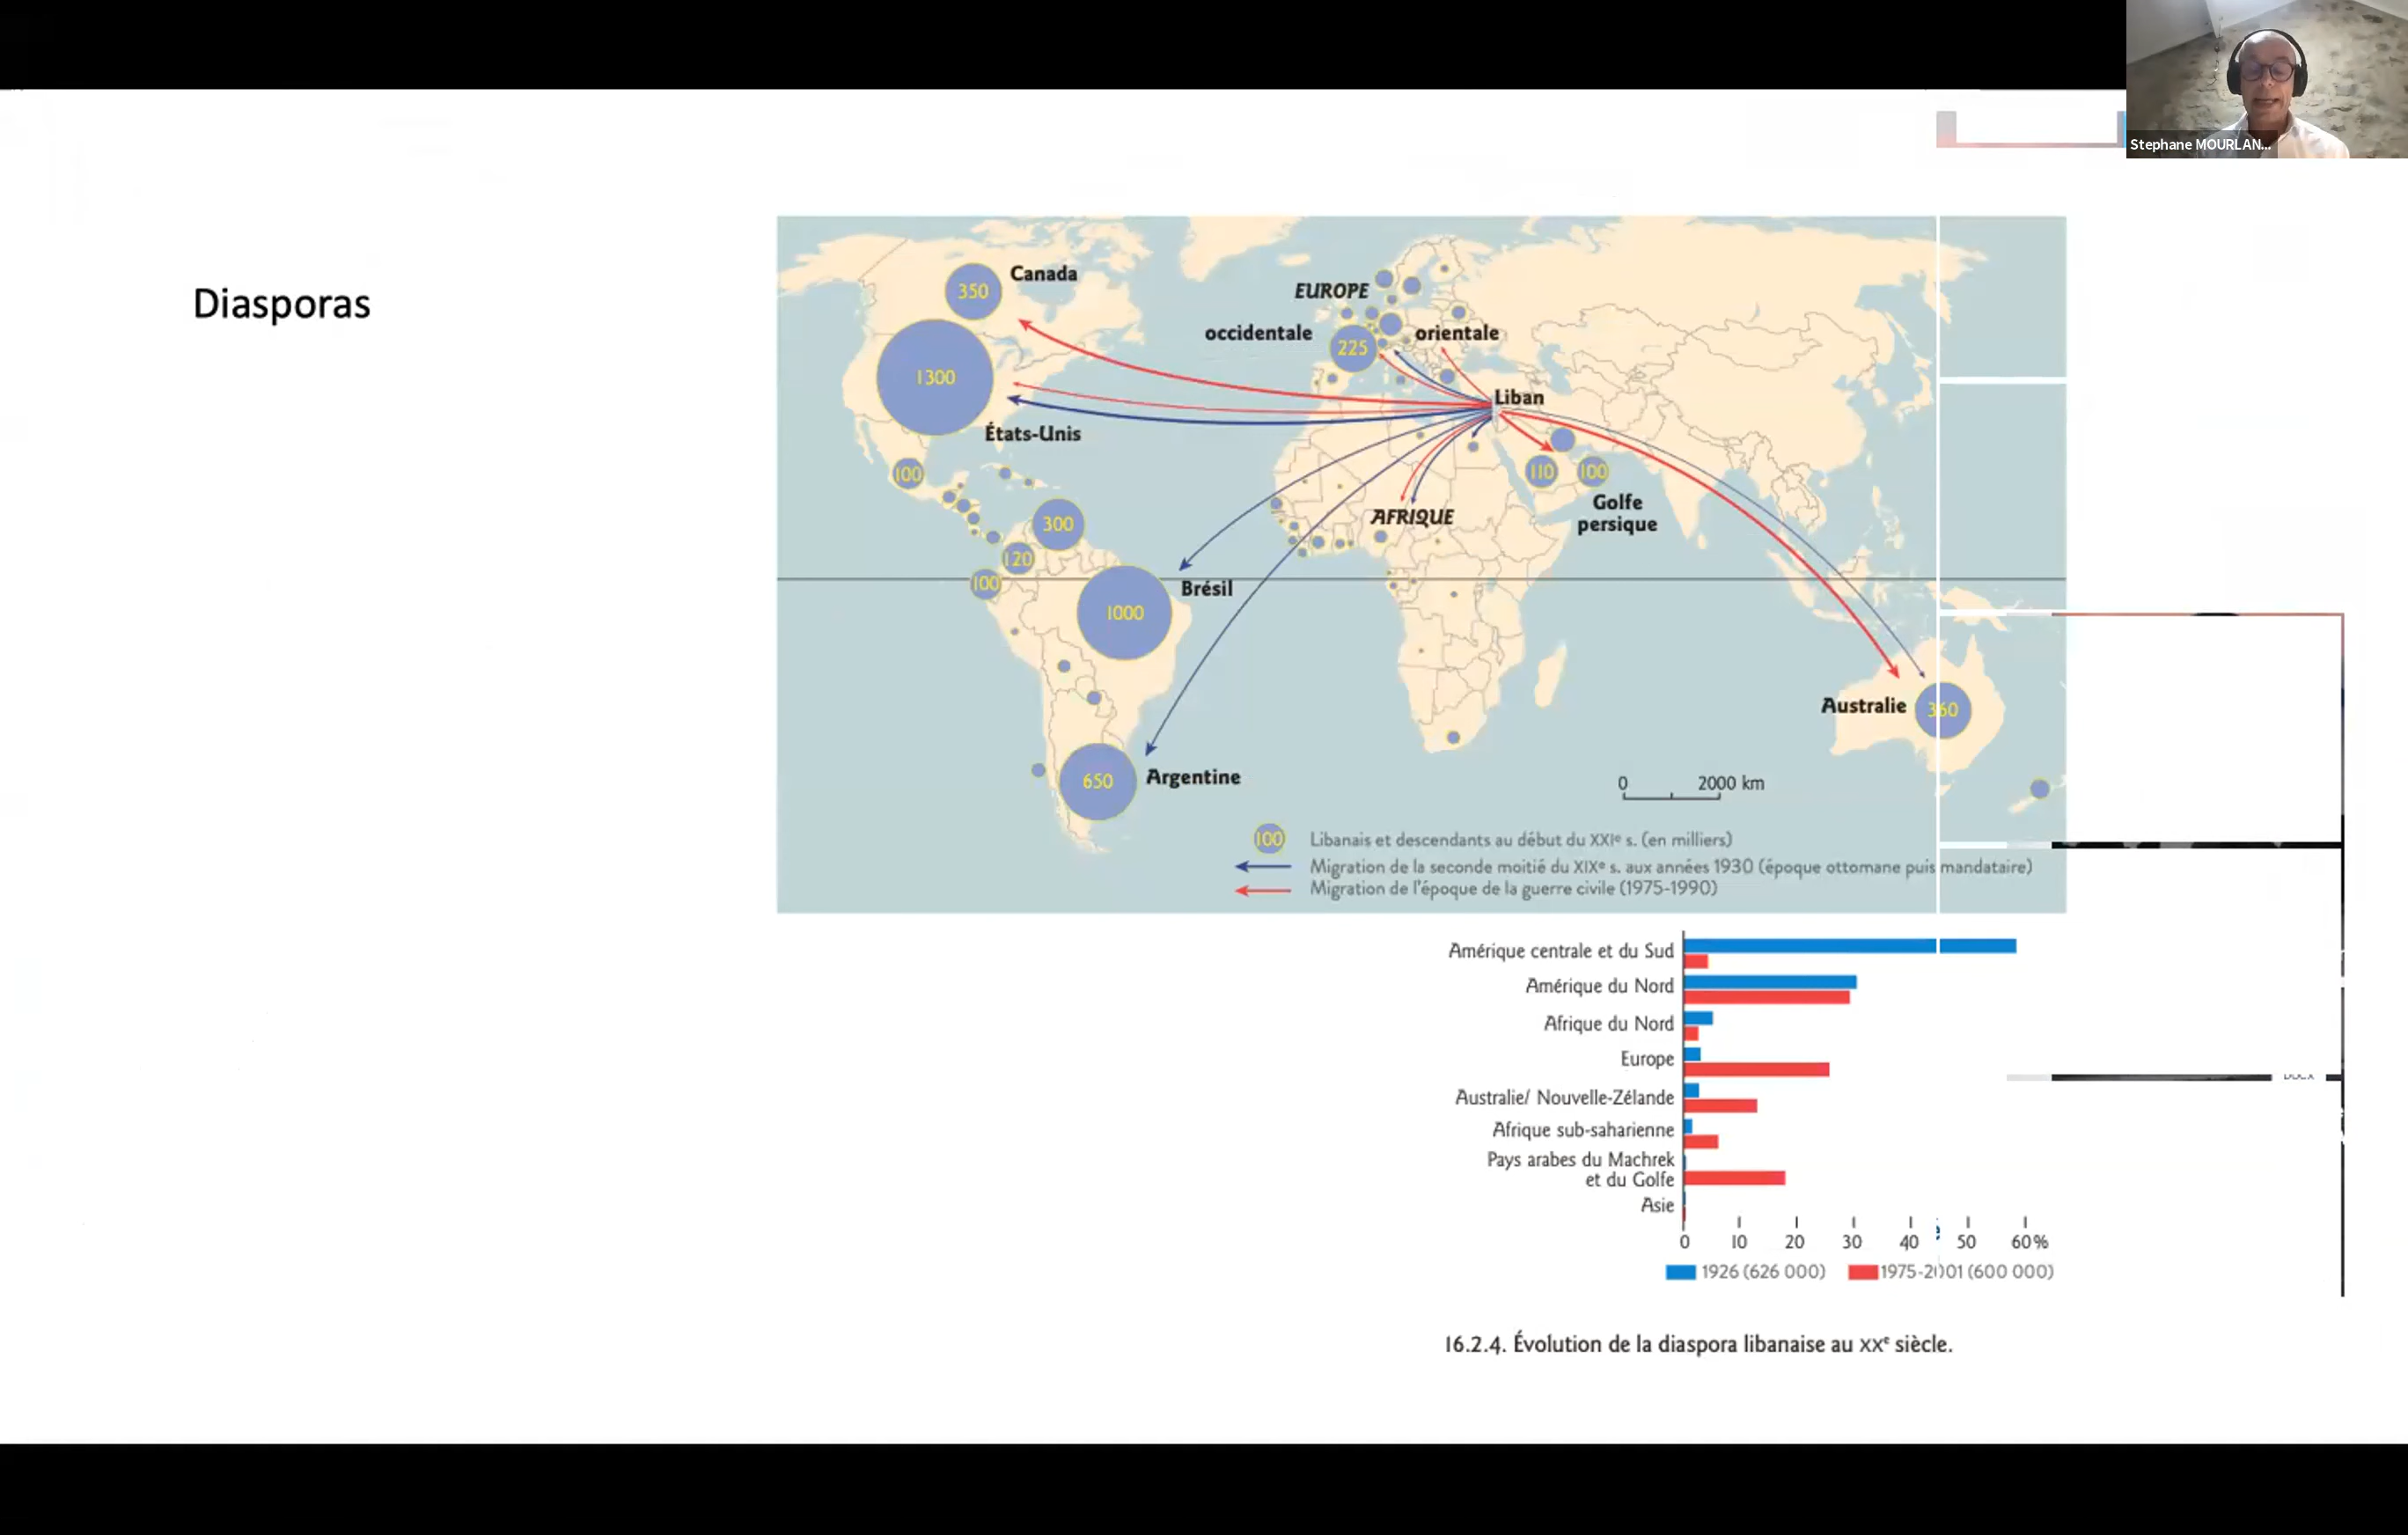 Stephane MOURLAN...
Diasporas
Canada
350
EUROPE
occidentale
orientale
225
1300
Liban
États-Unis
100
110
100
Golfe
persique
300
AFRIQUE
120
100
Brésil
1000
Australie
360
650
Argentine
0 2000 km
100 Libanais et descendants au début du XXIe s. (en milliers)
Migration de la seconde moitié du XIXe s. aux années 1930 (époque ottomane puis mandataire)
Migration de l'époque de la guerre civile (1975-1990)
Amérique centrale et du Sud
Amérique du Nord
Afrique du Nord
Europe
Australie/ Nouvelle-Zélande
Afrique sub-saharienne
Pays arabes du Machrek
et du Golfe
Asie
0 10 20 30 40 50 60 %
1926 (626 000) 1975-2001 (600 000)
16.2.4. Évolution de la diaspora libanaise au XXe siècle.